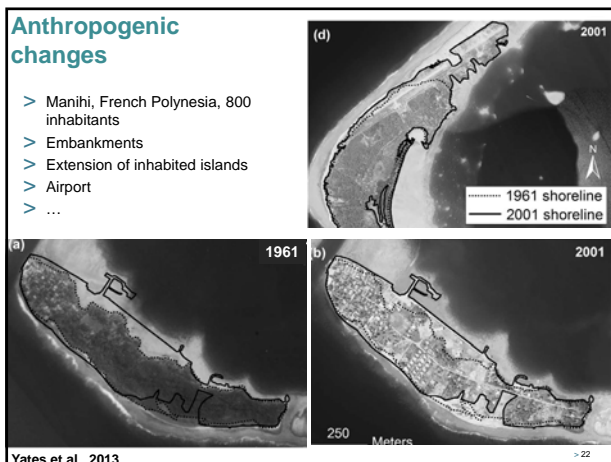 Anthropogenic
changes
> Manihi, French Polynesia, 800
inhabitants
> Embankments
> Extension of inhabited islands
> Airport
> ...
(d)
2001
N
1961 shoreline
2001 shoreline
(a)
1961
(b)
2001
250
Meters
Yates et al., 2013
> 22